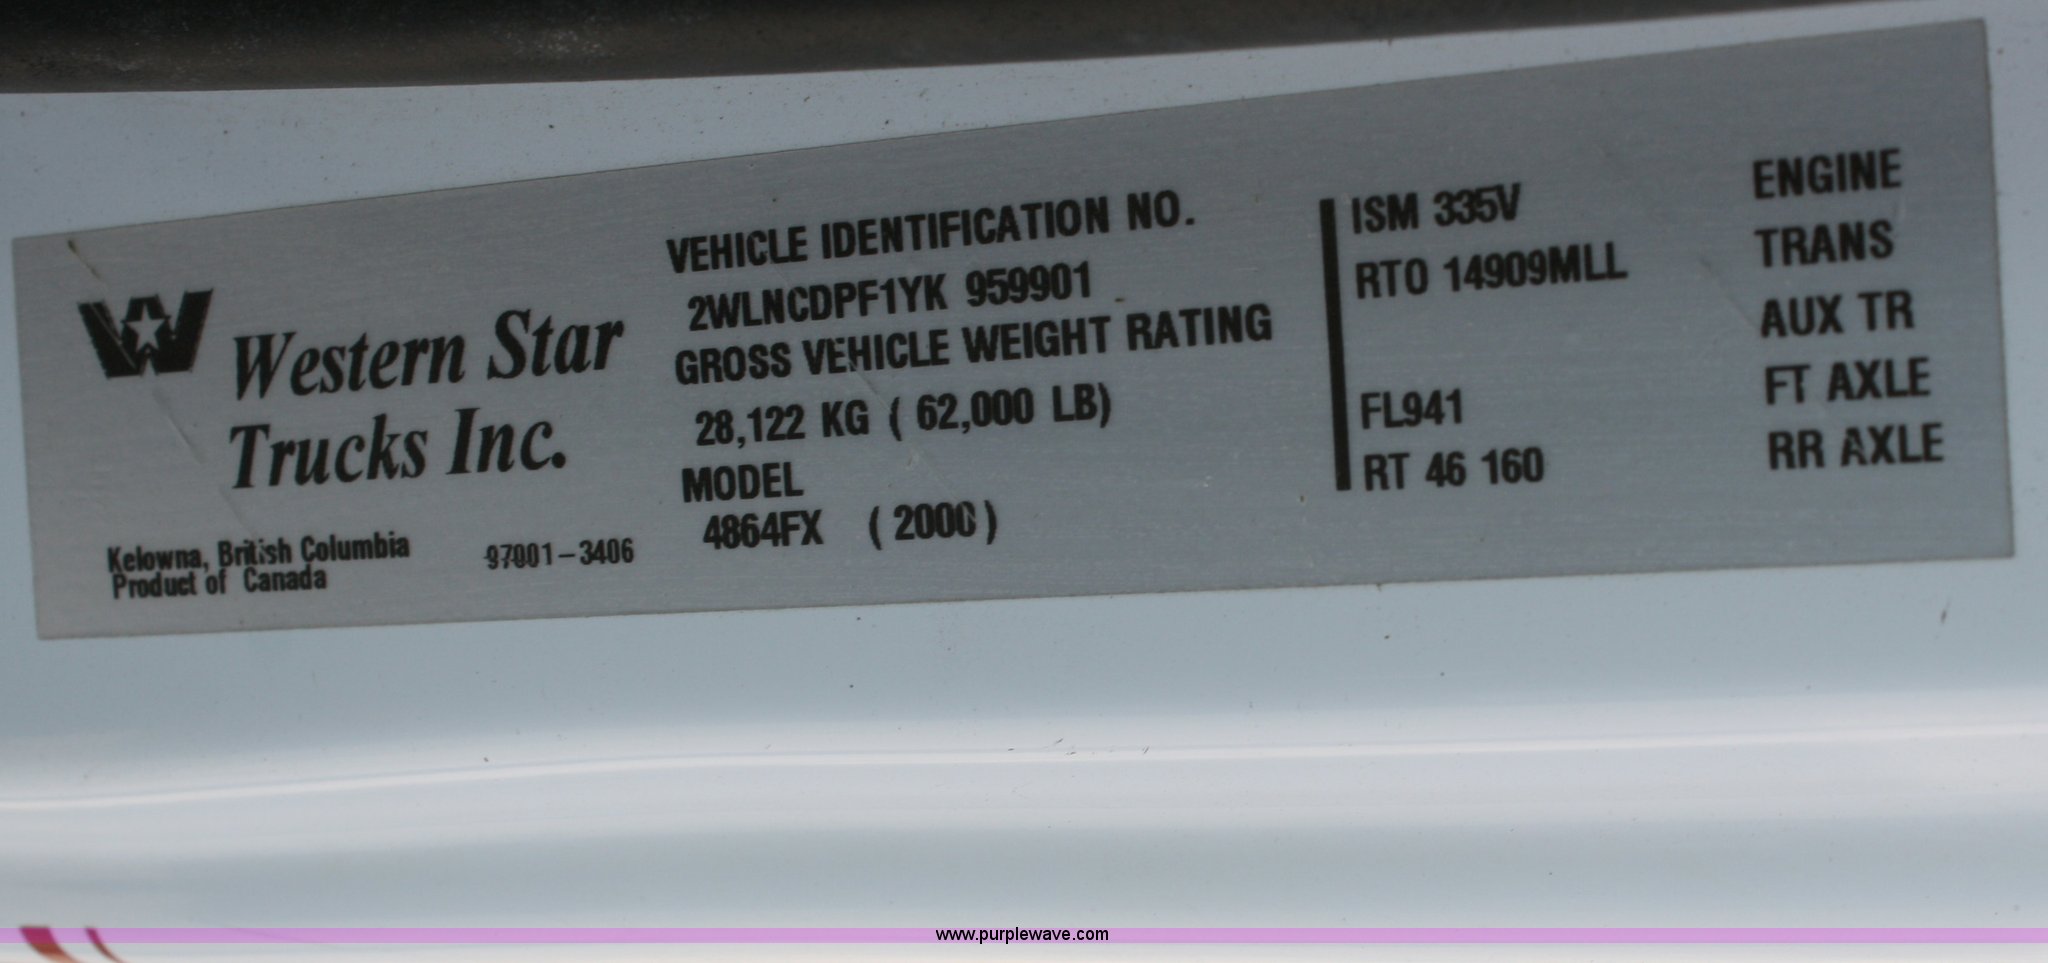 Western Star
Trucks Inc.
Kelowna, British Columbia
Product of Canada
97001-3406
VEHICLE IDENTIFICATION NO.
2WLNCDPF1YK 959901
GROSS VEHICLE WEIGHT RATING
28,122 KG ( 62,000 LB)
MODEL
4864FX ( 2000 )
ISM 335V ENGINE
RTO 14909MLL TRANS
AUX TR
FL941 FT AXLE
RT 46 160 RR AXLE
www.purplewave.com